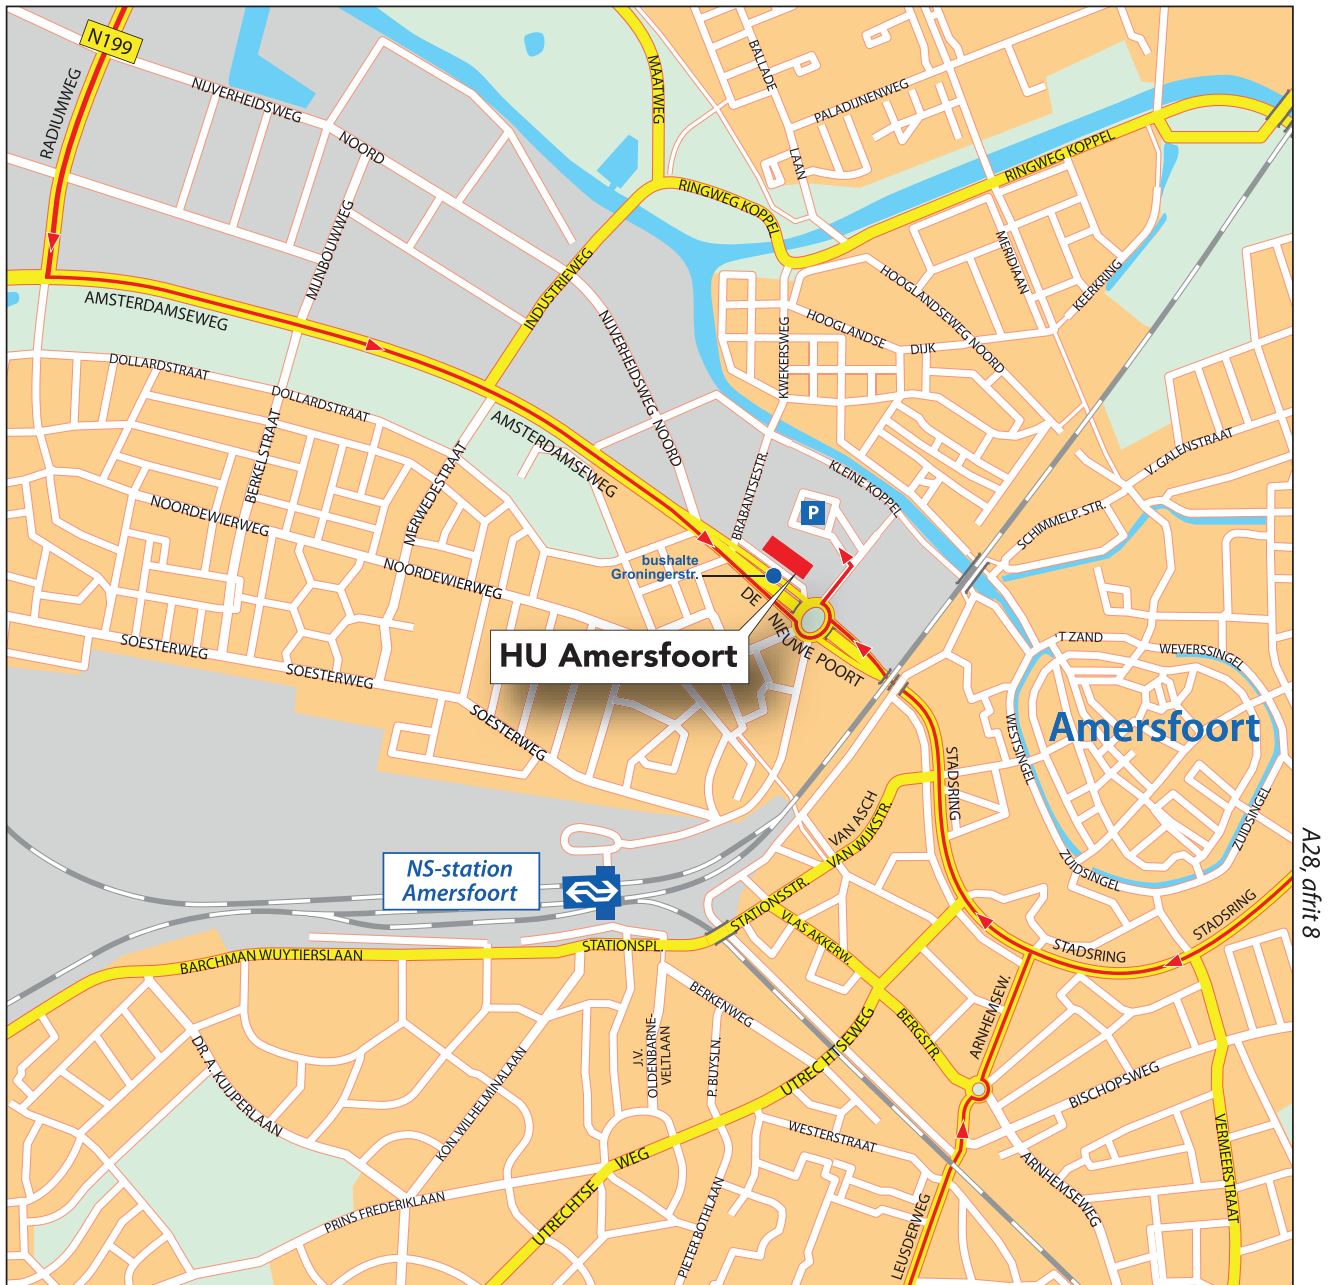 N199
RADIUMWEG
NIJVERHEIDSWEG
NOORD
MAATWEG
BALLADE
LAAN
PALADIJNENWEG
RINGWEG KOPPEL
RINGWEG KOPPEL
MIJNBOUWWEG
INDUSTRIEWEG
MERIDIAAN
KEERKRING
HOOGLANDSEWEG NOORD
HOOGLANDSE
DIJK
KWEKERSWEG
AMSTERDAMSEWEG
NIJVERHEIDSWEG NOORD
DOLLARDSTRAAT
DOLLARDSTRAAT
AMSTERDAMSEWEG
BERKELSTRAAT
MERWEDESTRAAT
BRABANTSESTR.
KLEINE KOPPEL
V. GALENSTRAAT
SCHIMMELP. STR.
NOORDEWIERWEG
NOORDEWIERWEG
P
bushalte
Groningerstr.
DE NIEUWE POORT
HU Amersfoort
SOESTERWEG
SOESTERWEG
SOESTERWEG
'T ZAND
WEVERSSINGEL
WESTSINGEL
Amersfoort
STADSRING
VAN ASCH
VAN WIJKSTR.
ZUIDSINGEL
ZUIDSINGEL
A28, afrit 8
NS-station
Amersfoort
STATIONSSTR.
VLAS AKKERW.
STADSRING
STADSRING
STATIONSPL.
BARCHMAN WUYTIERSLAAN
BERKENWEG
ARNHEMSEW.
BERGSTR.
UTRECHTSEWEG
DR. A. KUIJPERLAAN
KON. WILHELMINALAAN
J.V.
OLDENBARNE-
VELTLAAN
P. BUYSLN.
BISCHOPSWEG
WESTERSTRAAT
VERMEERSTRAAT
ARNHEMSEWEG
UTRECHTSE WEG
PRINS FREDERIKLAAN
PIETER BOTHLAAN
LEUSDERWEG